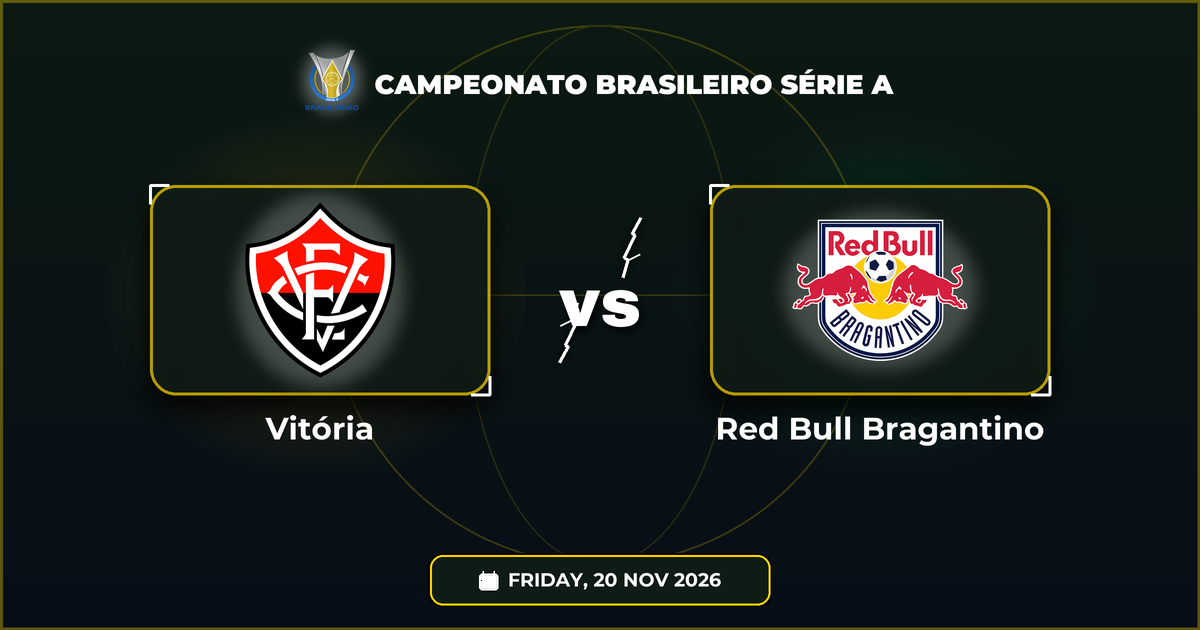 CAMPEONATO BRASILEIRO SÉRIE A
VS
Red Bull
BRAGANTINO
Vitória
Red Bull Bragantino
FRIDAY, 20 NOV 2026